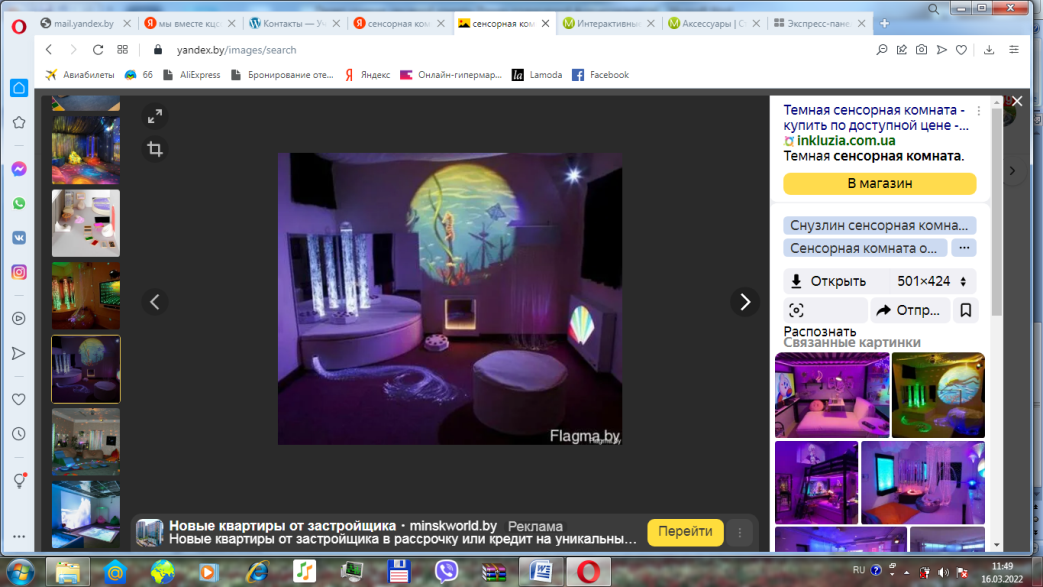 mail.yandex.by
мы вместе кцс
Контакты — Уч
сенсорная ком
сенсорная ком
Интерактивны
Аксессуары | С
Экспресс-пане
yandex.by/images/search
Авиабилеты
66
AliExpress
Бронирование оте...
Яндекс
Онлайн-гипермар...
la Lamoda
Facebook
Темная сенсорная комната -
купить по доступной цене -...
inkluzia.com.ua
Темная сенсорная комната.
В магазин
Снузлин сенсорная комна...
Сенсорная комната о...
Открыть
501×424
Отпр...
Распознать
Связанные картинки
Flagma.by
Новые квартиры от застройщика · minskworld.by Реклама
Новые квартиры от застройщика в рассрочку или кредит на уникальны...
Перейти
RU
11:49
16.03.2022